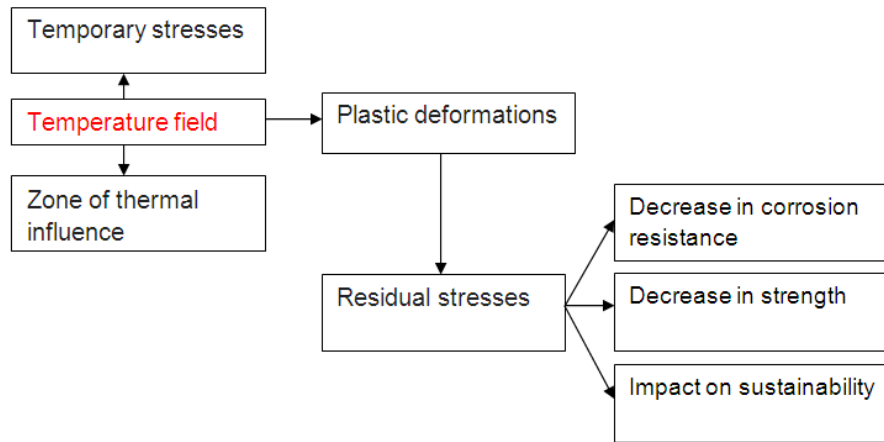 Temporary stresses
Temperature field
Plastic deformations
Zone of thermal
influence
Decrease in corrosion
resistance
Residual stresses
Decrease in strength
Impact on sustainability